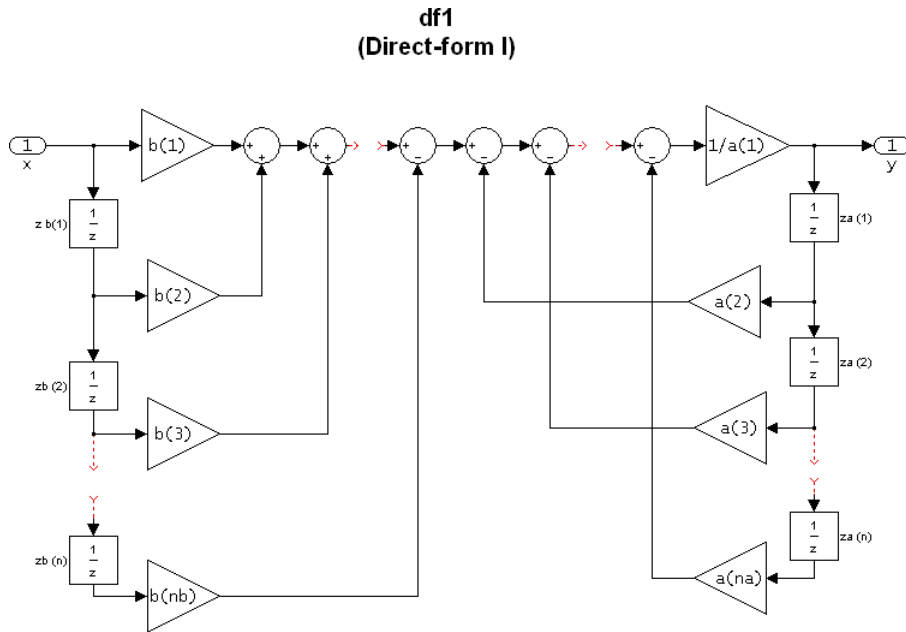 df1
(Direct-form I)
1
x
b(1)
+
+
+
+
+
−
+
−
+
−
+
−
1/a(1)
1
y
zb(1)
1
z
1
z
za(1)
b(2)
a(2)
zb(2)
1
z
1
z
za(2)
b(3)
a(3)
zb(n)
1
z
1
z
za(n)
b(nb)
a(na)